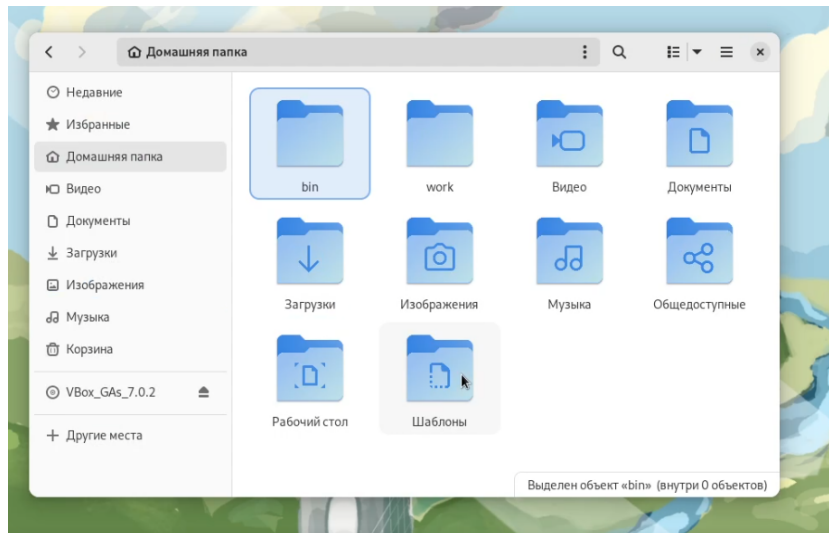 Домашняя папка
Недавние
Избранные
Домашняя папка
Видео
Документы
Загрузки
Изображения
Музыка
Корзина
VBox_GAs_7.0.2
Другие места
bin
work
Видео
Документы
Загрузки
Изображения
Музыка
Общедоступные
Рабочий стол
Шаблоны
Выделен объект «bin» (внутри 0 объектов)